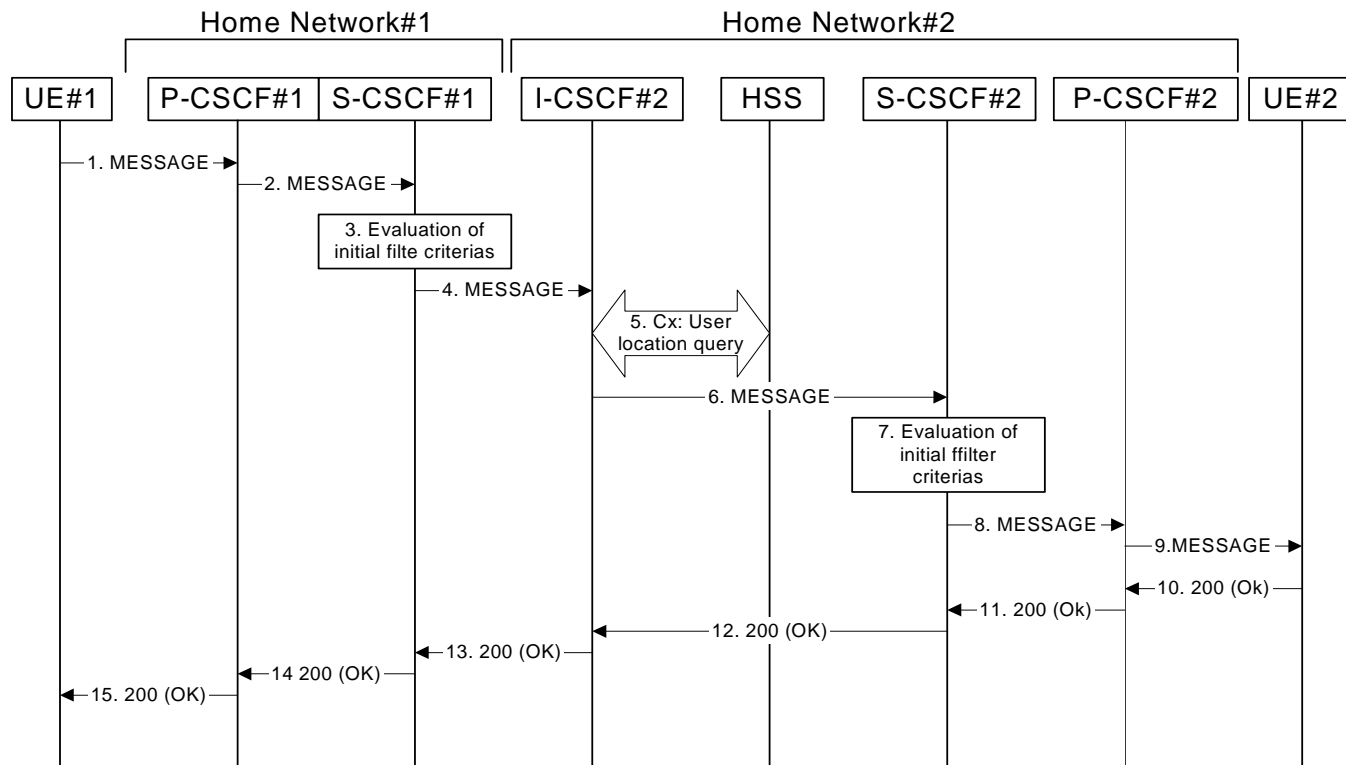 Home Network#1
Home Network#2
UE#1
P-CSCF#1
S-CSCF#1
I-CSCF#2
HSS
S-CSCF#2
P-CSCF#2
UE#2
1. MESSAGE
2. MESSAGE
3. Evaluation of
initial filte criterias
4. MESSAGE
5. Cx: User
location query
6. MESSAGE
7. Evaluation of
initial ffilter
criterias
8. MESSAGE
9.MESSAGE
10. 200 (Ok)
11. 200 (Ok)
12. 200 (OK)
13. 200 (OK)
14 200 (OK)
15. 200 (OK)